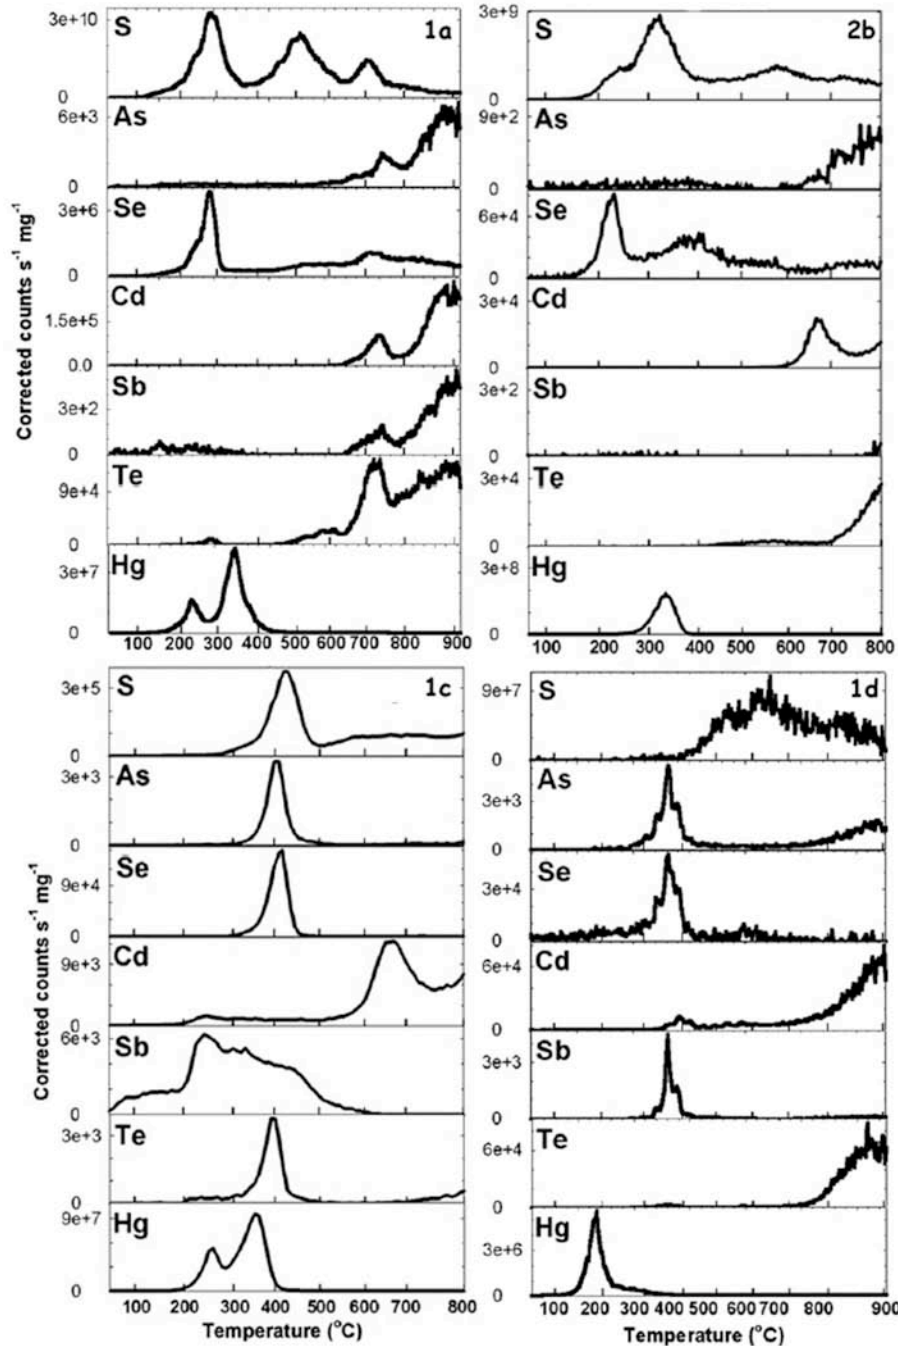 Corrected counts s⁻¹ mg⁻¹
S 1a
3e+10
0
As
6e+3
0
Se
3e+6
0
Cd
1.5e+5
0.0
Sb
3e+2
0
Te
9e+4
0
Hg
3e+7
0
100 200 300 400 500 600 700 800 900
S 2b
3e+9
0
As
9e+2
0
Se
6e+4
0
Cd
3e+4
0
Sb
3e+2
0
Te
3e+4
0
Hg
3e+8
0
100 200 300 400 500 600 700 800
Corrected counts s⁻¹ mg⁻¹
S 1c
3e+5
0
As
3e+3
0
Se
9e+4
0
Cd
9e+3
0
Sb
6e+3
0
Te
3e+3
0
Hg
9e+7
0
100 200 300 400 500 600 700 800
Temperature (°C)
S 1d
9e+7
0
As
3e+3
0
Se
3e+4
0
Cd
6e+4
0
Sb
3e+3
0
Te
6e+4
0
Hg
3e+6
0
100 200 300 400 500 600 700 800 900
Temperature (°C)